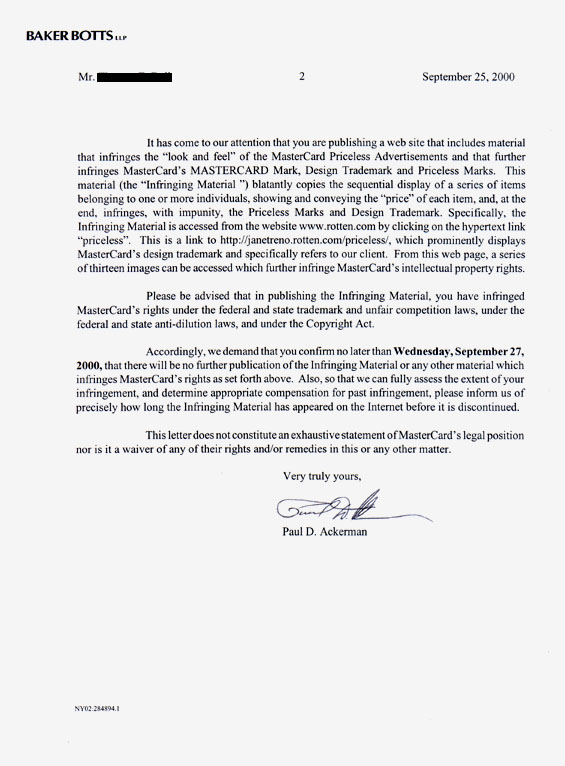 BAKER BOTTS LLP
Mr. 2 September 25, 2000
It has come to our attention that you are publishing a web site that includes material
that infringes the “look and feel” of the MasterCard Priceless Advertisements and that further
infringes MasterCard’s MASTERCARD Mark, Design Trademark and Priceless Marks. This
material (the “Infringing Material ”) blatantly copies the sequential display of a series of items
belonging to one or more individuals, showing and conveying the “price” of each item, and, at the
end, infringes, with impunity, the Priceless Marks and Design Trademark. Specifically, the
Infringing Material is accessed from the website www.rotten.com by clicking on the hypertext link
“priceless”. This is a link to http://janetreno.rotten.com/priceless/, which prominently displays
MasterCard’s design trademark and specifically refers to our client. From this web page, a series
of thirteen images can be accessed which further infringe MasterCard’s intellectual property rights.
Please be advised that in publishing the Infringing Material, you have infringed
MasterCard’s rights under the federal and state trademark and unfair competition laws, under the
federal and state anti-dilution laws, and under the Copyright Act.
Accordingly, we demand that you confirm no later than Wednesday, September 27,
2000, that there will be no further publication of the Infringing Material or any other material which
infringes MasterCard’s rights as set forth above. Also, so that we can fully assess the extent of your
infringement, and determine appropriate compensation for past infringement, please inform us of
precisely how long the Infringing Material has appeared on the Internet before it is discontinued.
This letter does not constitute an exhaustive statement of MasterCard’s legal position
nor is it a waiver of any of their rights and/or remedies in this or any other matter.
Very truly yours,
Paul D. Ackerman
NY02:284894.1